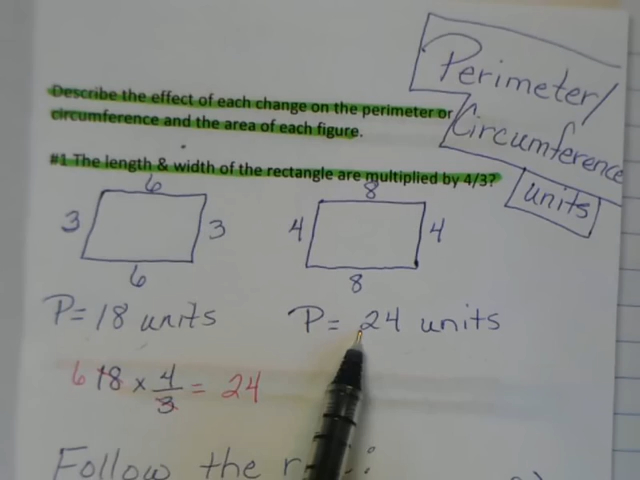 Perimeter/
Circumference
units
Describe the effect of each change on the perimeter or
circumference and the area of each figure.
#1 The length & width of the rectangle are multiplied by 4/3?
6
3
3
6
8
4
4
8
P= 18 units
P= 24 units
6 18 × 4/3 = 24
Follow the